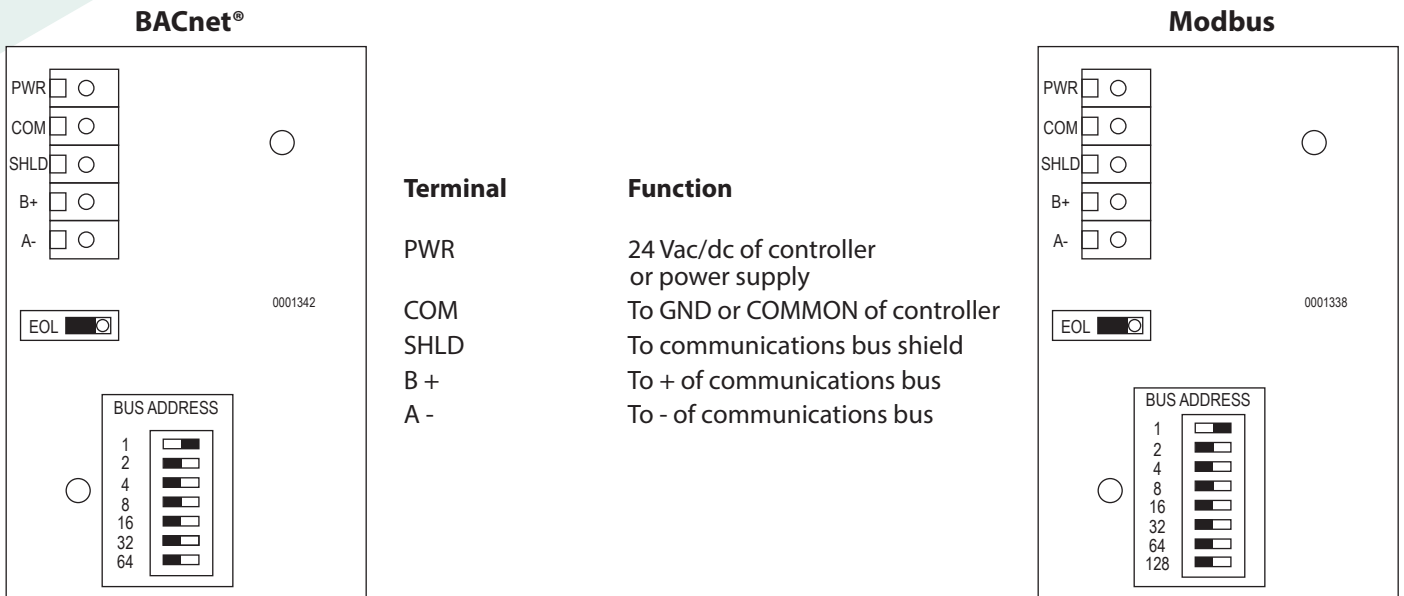 BACnet®
PWR
COM
SHLD
B+
A-
0001342
EOL
BUS ADDRESS
1
2
4
8
16
32
64
Terminal Function
PWR 24 Vac/dc of controller
or power supply
COM To GND or COMMON of controller
SHLD To communications bus shield
B + To + of communications bus
A - To - of communications bus
Modbus
PWR
COM
SHLD
B+
A-
0001338
EOL
BUS ADDRESS
1
2
4
8
16
32
64
128